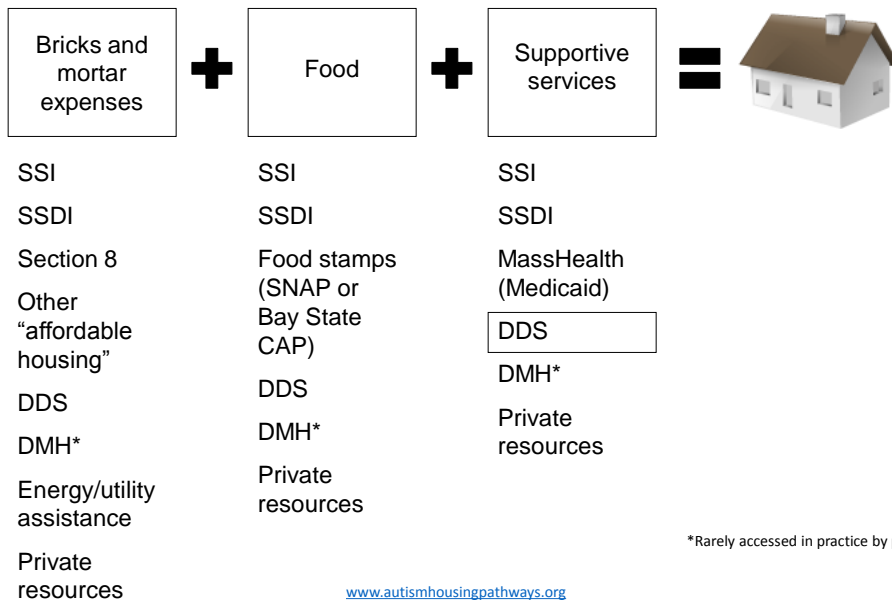 Bricks and
mortar
expenses
Food
Supportive
services
SSI
SSDI
Section 8
Other
“affordable
housing”
DDS
DMH*
Energy/utility
assistance
Private
resources
SSI
SSDI
Food stamps
(SNAP or
Bay State
CAP)
DDS
DMH*
Private
resources
SSI
SSDI
MassHealth
(Medicaid)
DDS
DMH*
Private
resources
*Rarely accessed in practice by
www.autismhousingpathways.org